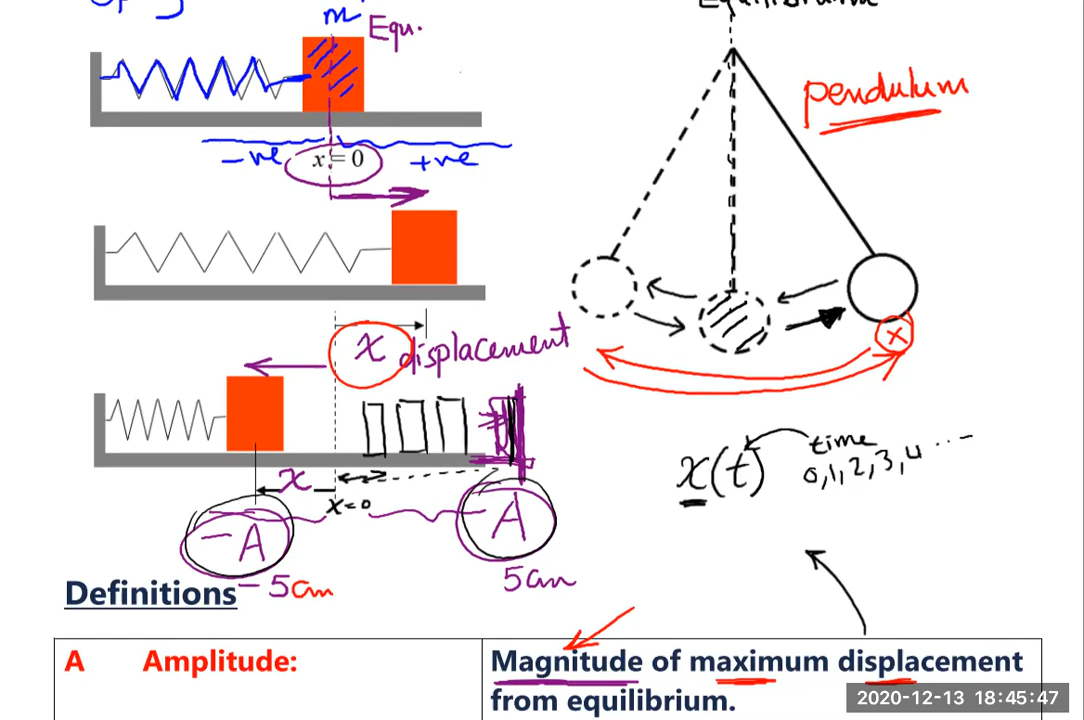 m
Equ.
-ve
x = 0
+ve
pendulum
x
displacement
x
x
x=0
-A
A
-5cm
5cm
x(t)
time
0,1,2,3,4 ...
Definitions
A Amplitude:
Magnitude of maximum displacement
from equilibrium.
2020-12-13 18:45:47